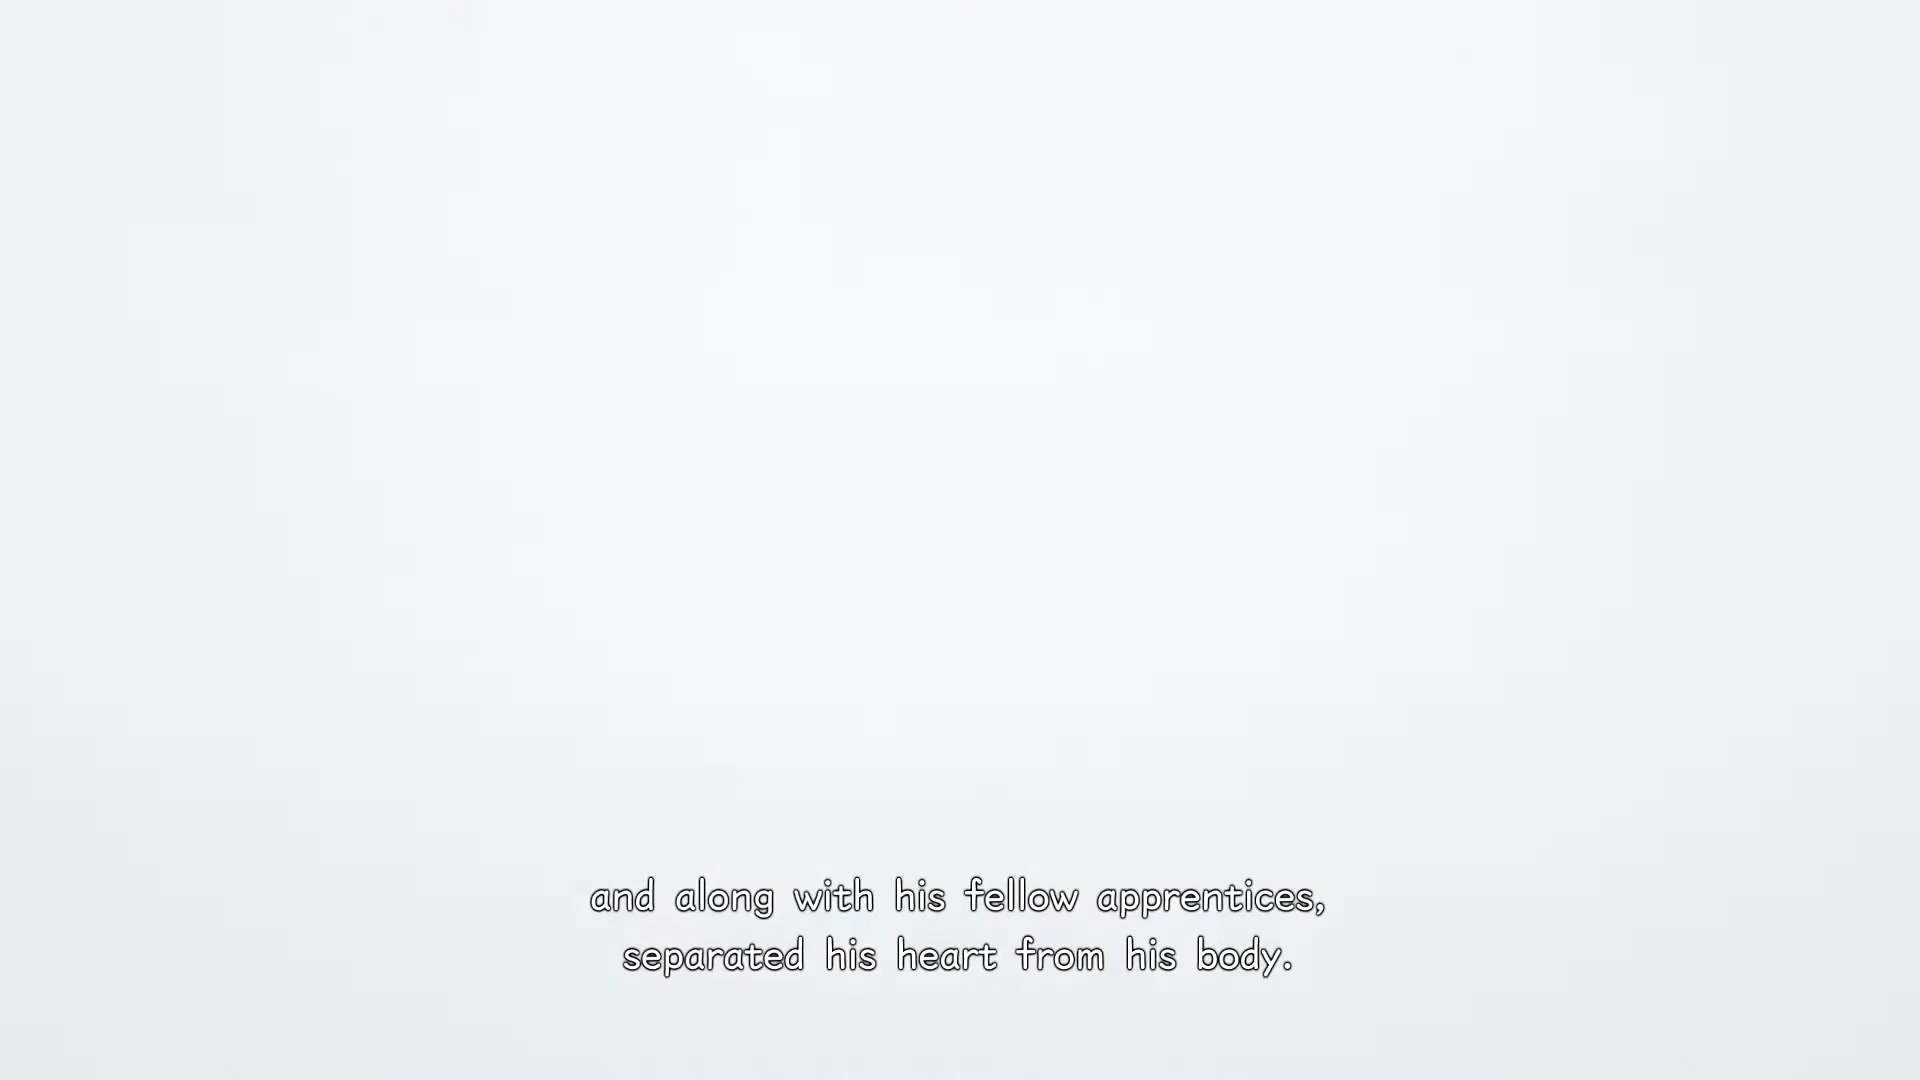 and along with his fellow apprentices,
separated his heart from his body.